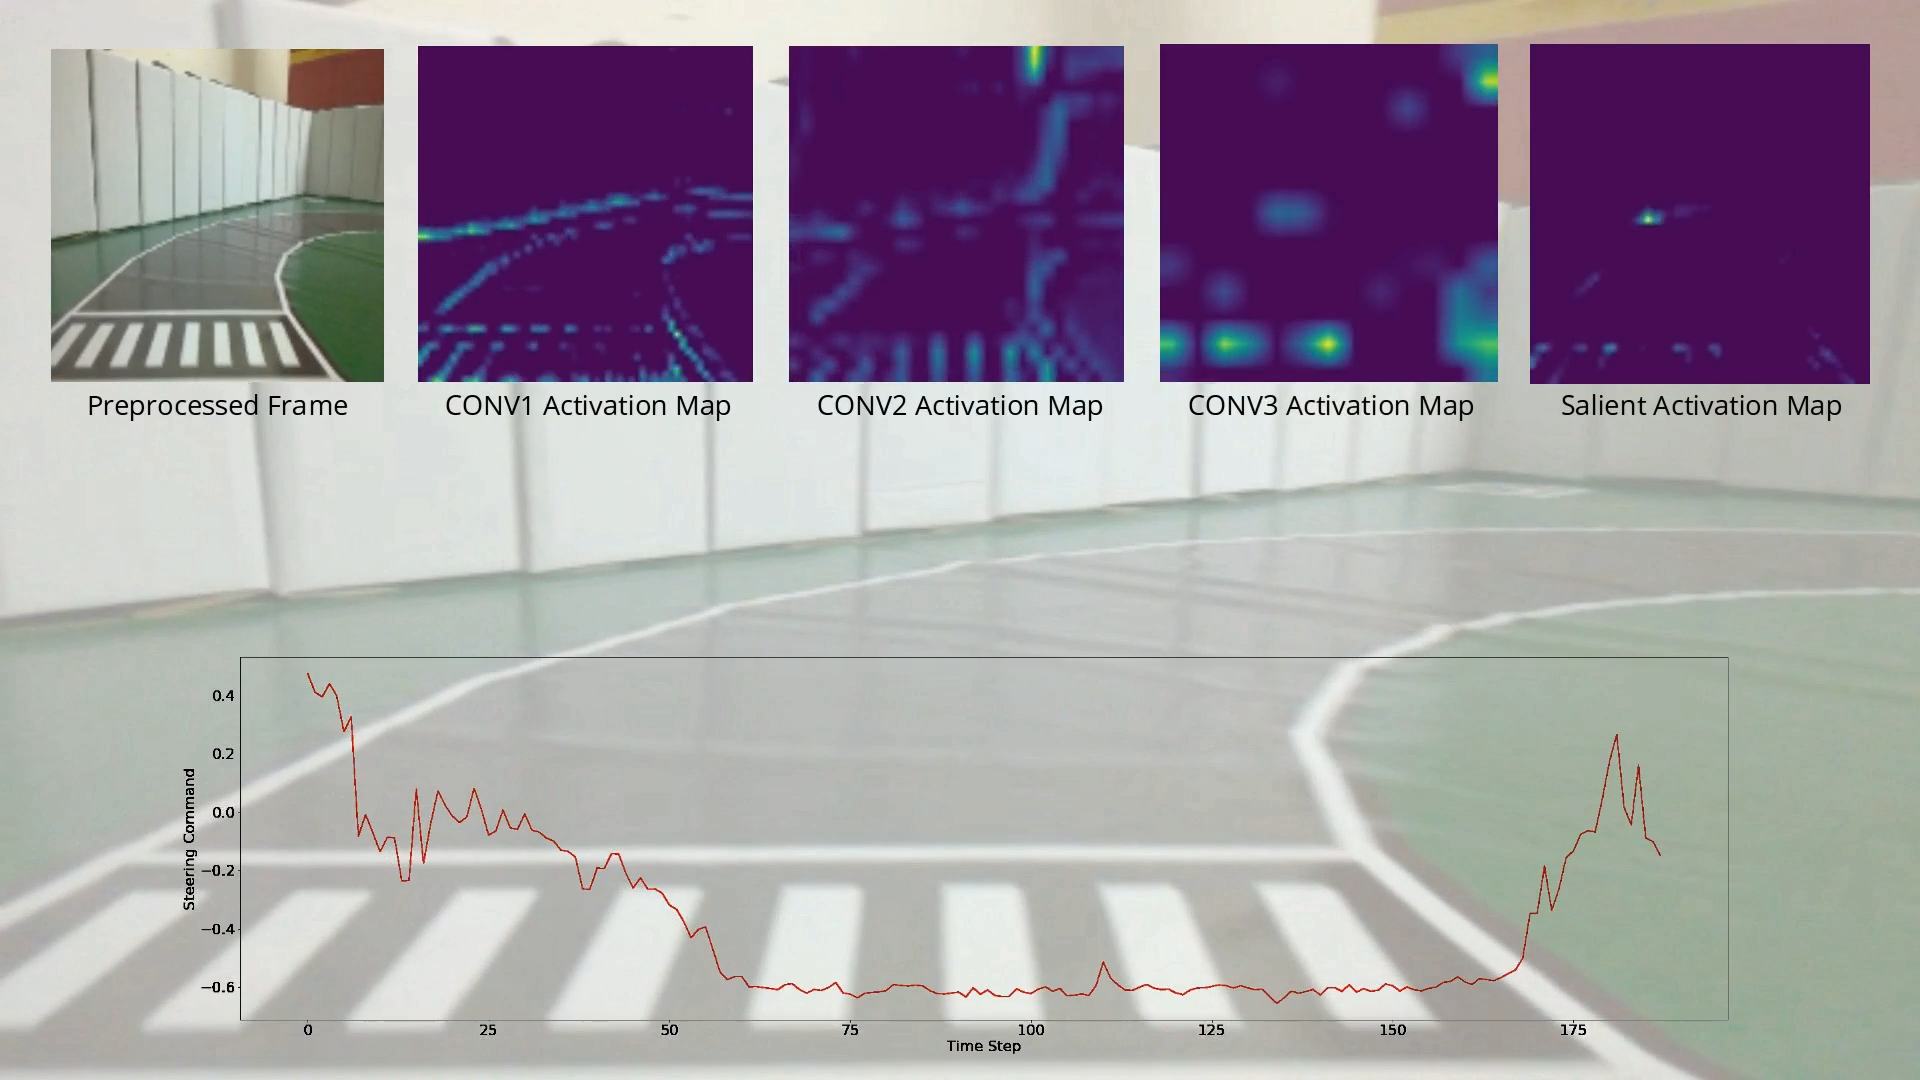 Preprocessed Frame
CONV1 Activation Map
CONV2 Activation Map
CONV3 Activation Map
Salient Activation Map
0.4
0.2
0.0
−0.2
−0.4
−0.6
Steering Command
0 25 50 75 100 125 150 175
Time Step